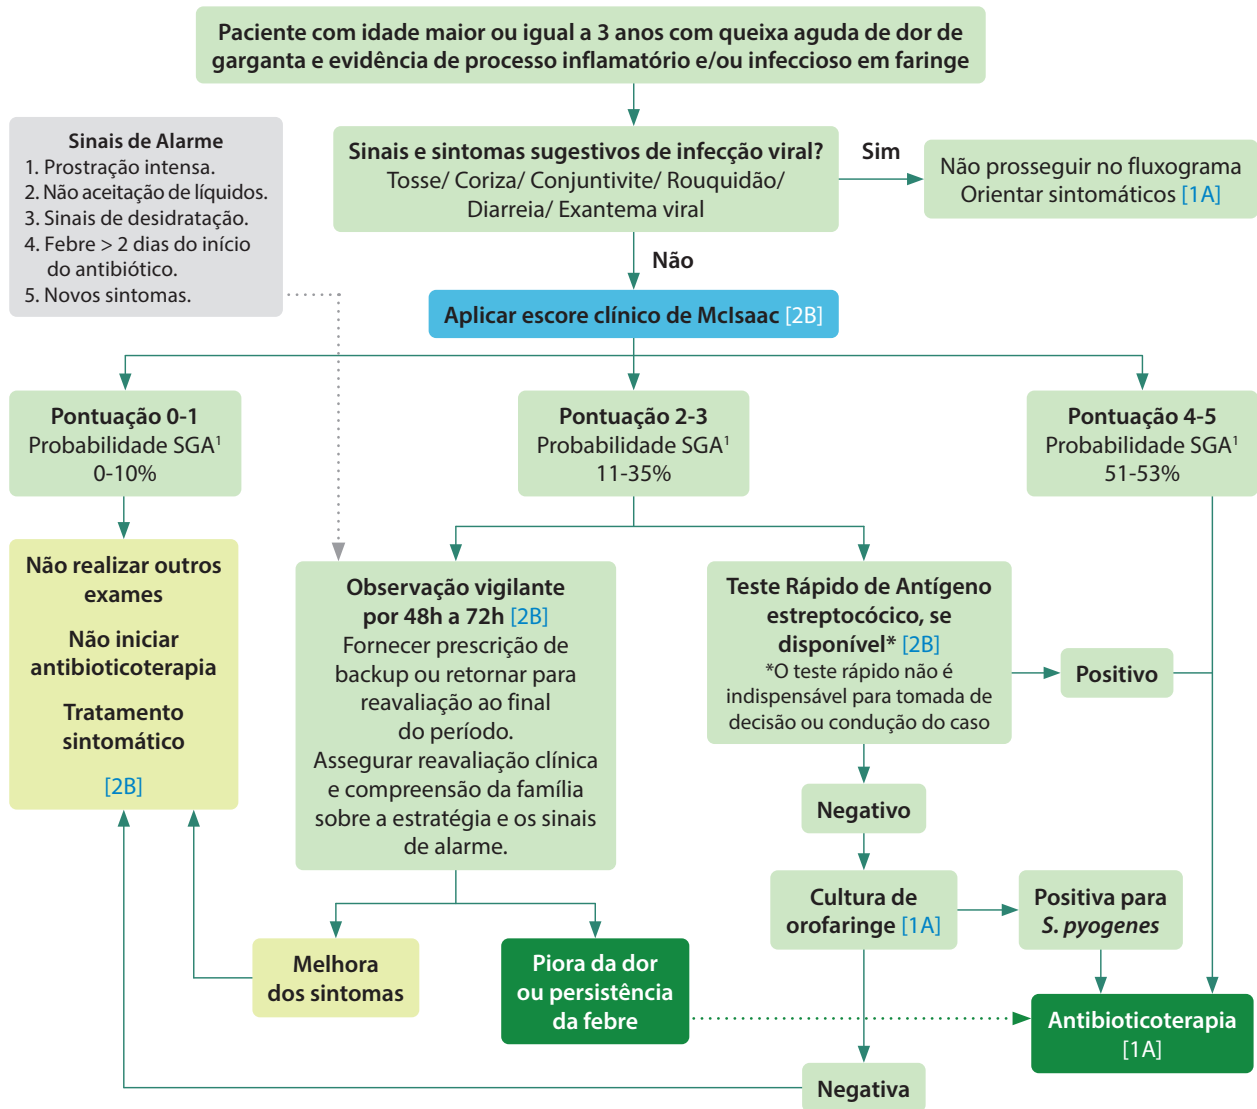 Paciente com idade maior ou igual a 3 anos com queixa aguda de dor de
garganta e evidência de processo inflamatório e/ou infeccioso em faringe
Sinais de Alarme
1. Prostração intensa.
2. Não aceitação de líquidos.
3. Sinais de desidratação.
4. Febre > 2 dias do início
do antibiótico.
5. Novos sintomas.
Sinais e sintomas sugestivos de infecção viral?
Tosse/ Coriza/ Conjuntivite/ Rouquidão/
Diarreia/ Exantema viral
Sim
Não prosseguir no fluxograma
Orientar sintomáticos [1A]
Não
Aplicar escore clínico de McIsaac [2B]
Pontuação 0-1
Probabilidade SGA¹
0-10%
Pontuação 2-3
Probabilidade SGA¹
11-35%
Pontuação 4-5
Probabilidade SGA¹
51-53%
Não realizar outros
exames
Não iniciar
antibioticoterapia
Tratamento
sintomático
[2B]
Observação vigilante
por 48h a 72h [2B]
Fornecer prescrição de
backup ou retornar para
reavaliação ao final
do período.
Assegurar reavaliação clínica
e compreensão da família
sobre a estratégia e os sinais
de alarme.
Teste Rápido de Antígeno
estreptocócico, se
disponível* [2B]
*O teste rápido não é
indispensável para tomada de
decisão ou condução do caso
Positivo
Negativo
Cultura de
orofaringe [1A]
Positiva para
S. pyogenes
Melhora
dos sintomas
Piora da dor
ou persistência
da febre
Antibioticoterapia
[1A]
Negativa